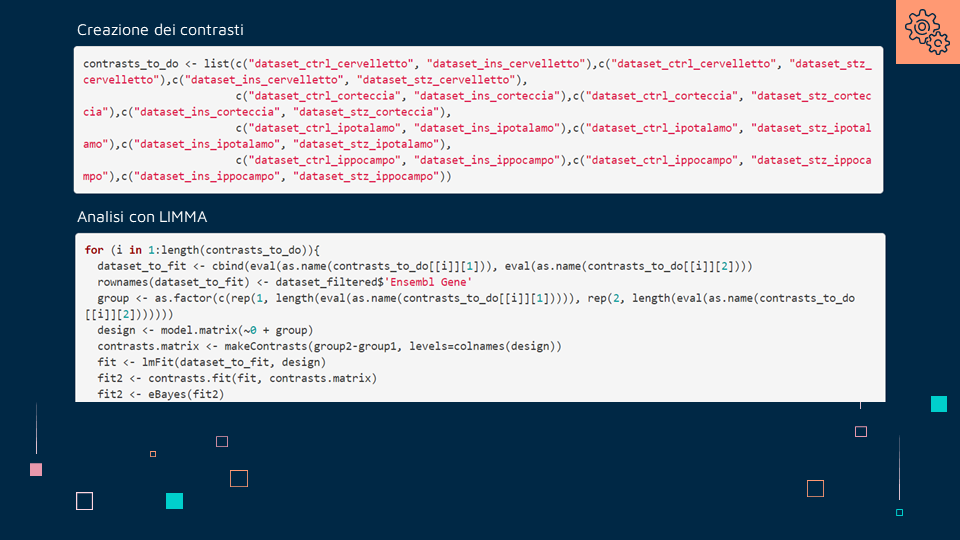 Creazione dei contrasti
contrasts_to_do <- list(c("dataset_ctrl_cervelletto", "dataset_ins_cervelletto"),c("dataset_ctrl_cervelletto", "dataset_stz_
cervelletto"),c("dataset_ins_cervelletto", "dataset_stz_cervelletto"),
c("dataset_ctrl_corteccia", "dataset_ins_corteccia"),c("dataset_ctrl_corteccia", "dataset_stz_cortec
cia"),c("dataset_ins_corteccia", "dataset_stz_corteccia"),
c("dataset_ctrl_ipotalamo", "dataset_ins_ipotalamo"),c("dataset_ctrl_ipotalamo", "dataset_stz_ipotal
amo"),c("dataset_ins_ipotalamo", "dataset_stz_ipotalamo"),
c("dataset_ctrl_ippocampo", "dataset_ins_ippocampo"),c("dataset_ctrl_ippocampo", "dataset_stz_ippoca
mpo"),c("dataset_ins_ippocampo", "dataset_stz_ippocampo"))
Analisi con LIMMA
for (i in 1:length(contrasts_to_do)){
dataset_to_fit <- cbind(eval(as.name(contrasts_to_do[[i]][1])), eval(as.name(contrasts_to_do[[i]][2])))
rownames(dataset_to_fit) <- dataset_filtered$'Ensembl Gene'
group <- as.factor(c(rep(1, length(eval(as.name(contrasts_to_do[[i]][1])))), rep(2, length(eval(as.name(contrasts_to_do
[[i]][2]))))))
design <- model.matrix(~0 + group)
contrasts.matrix <- makeContrasts(group2-group1, levels=colnames(design))
fit <- lmFit(dataset_to_fit, design)
fit2 <- contrasts.fit(fit, contrasts.matrix)
fit2 <- eBayes(fit2)